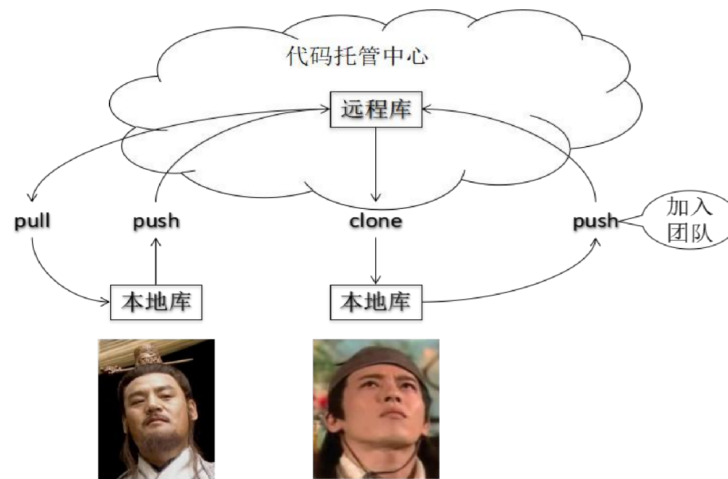 代码托管中心
远程库
pull
push
clone
push
加入
团队
本地库
本地库